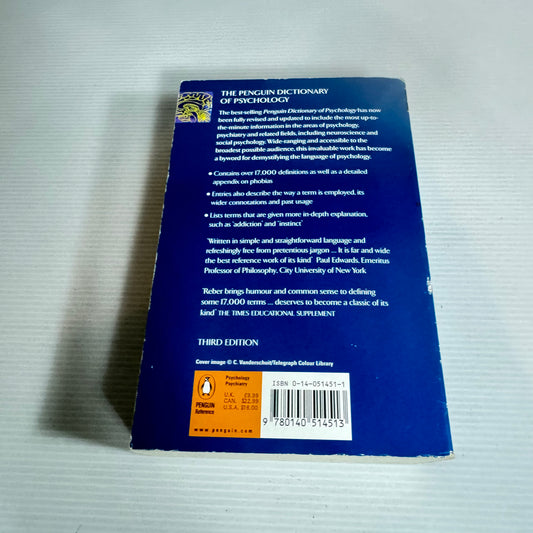 THE PENGUIN DICTIONARY
OF PSYCHOLOGY
The best-selling Penguin Dictionary of Psychology has now
been fully revised and updated to include the most up-to-
the-minute information in the areas of psychology,
psychiatry and related fields, including neuroscience and
social psychology. Wide-ranging and accessible to the
broadest possible audience, this invaluable work has become
a byword for demystifying the language of psychology.
• Contains over 17,000 definitions as well as a detailed
appendix on phobias
• Entries also describe the way a term is employed, its
wider connotations and past usage
• Lists terms that are given more in-depth explanation,
such as 'addiction' and 'instinct'
'Written in simple and straightforward language and
refreshingly free from pretentious jargon ... It is far and wide
the best reference work of its kind' Paul Edwards, Emeritus
Professor of Philosophy, City University of New York
'Reber brings humour and common sense to defining
some 17,000 terms ... deserves to become a classic of its
kind' THE TIMES EDUCATIONAL SUPPLEMENT
THIRD EDITION
Cover image © C. Vanderschuit/Telegraph Colour Library
Psychology
Psychiatry
U.K. £9.99
CAN. $22.99
U.S.A. $16.00
PENGUIN
Reference
www.penguin.com
ISBN 0-14-051451-1
9 780140 514513